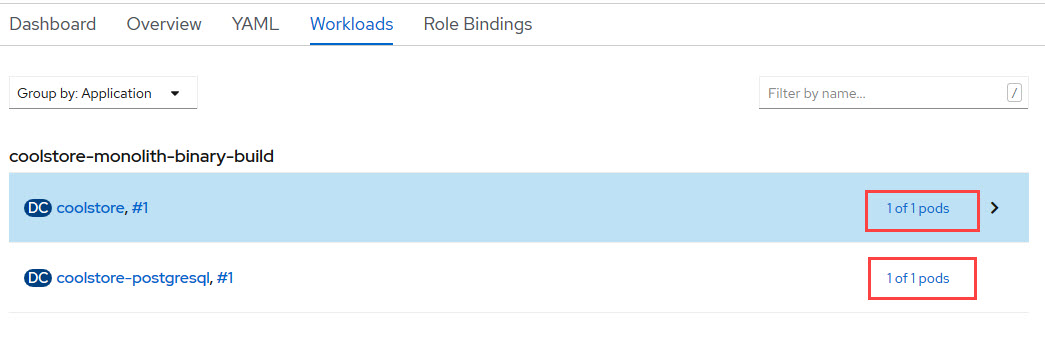 Dashboard Overview YAML Workloads Role Bindings
Group by: Application Filter by name... /
coolstore-monolith-binary-build
DC coolstore, #1 1 of 1 pods
DC coolstore-postgresql, #1 1 of 1 pods